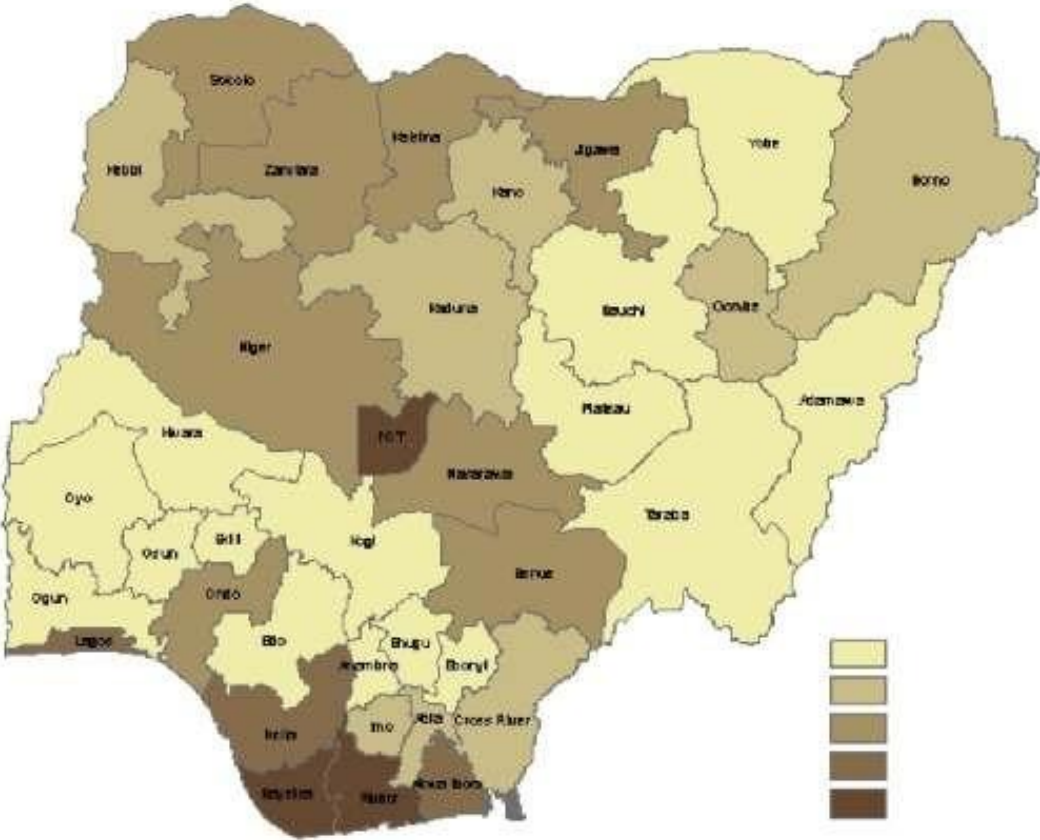 Sokoto
Katsina
Jigawa
Yobe
Kebbi
Zamfara
Kano
Borno
Kaduna
Bauchi
Gombe
Niger
Adamawa
Plateau
FCT
Kwara
Nasarawa
Oyo
Taraba
Kogi
Ekiti
Osun
Benue
Ogun
Ondo
Lagos
Edo
Enugu
Anambra
Ebonyi
Imo
Abia
Cross River
Delta
Akwa Ibom
Bayelsa
Rivers